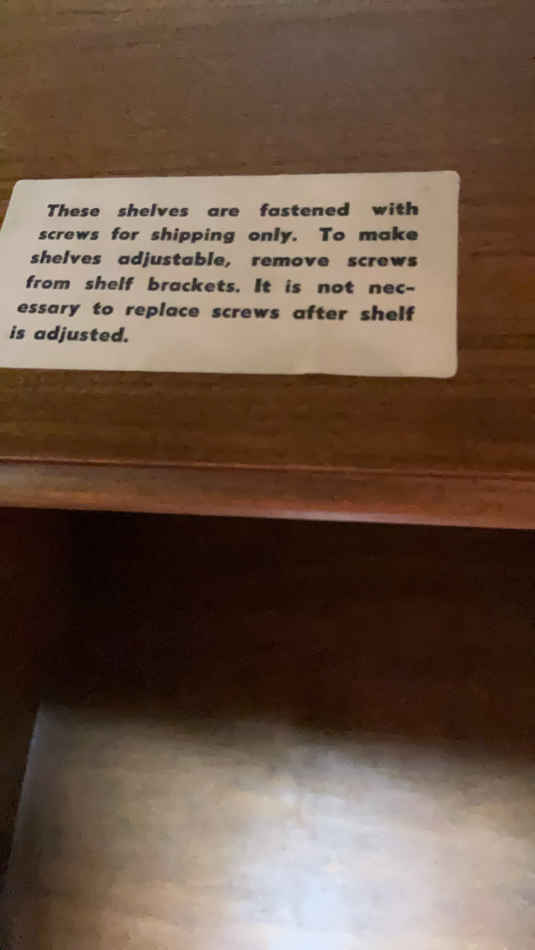 These shelves are fastened with
screws for shipping only. To make
shelves adjustable, remove screws
from shelf brackets. It is not nec-
essary to replace screws after shelf
is adjusted.